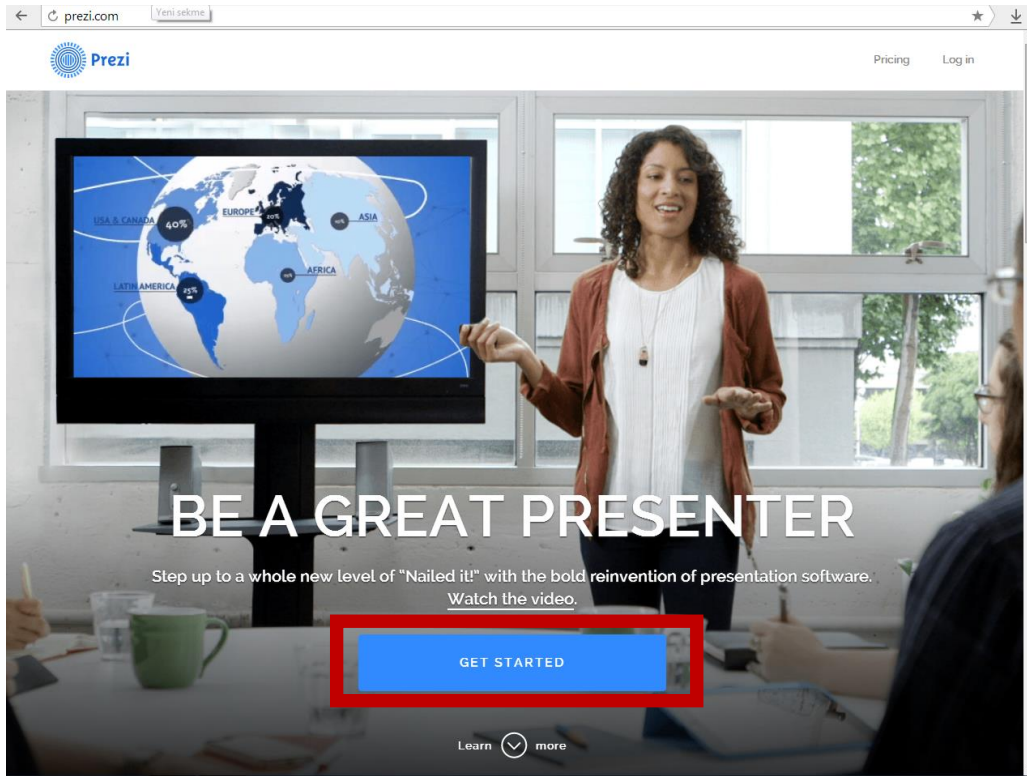 prezi.com
Yeni sekme
Prezi
Pricing
Log in
USA & CANADA
40%
EUROPE
20%
ASIA
AFRICA
LATIN AMERICA
25%
BE A GREAT PRESENTER
Step up to a whole new level of “Nailed it!” with the bold reinvention of presentation software.
Watch the video.
GET STARTED
Learn more